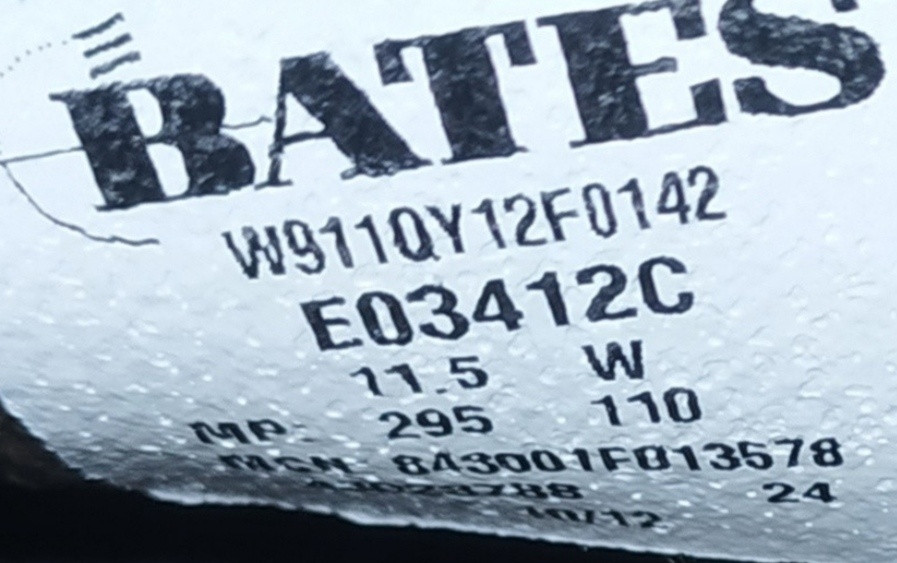 BATES
W911QY12F0142
E03412C
11.5 W
MP: 295 110
MCN 843001F013578
24
10/12